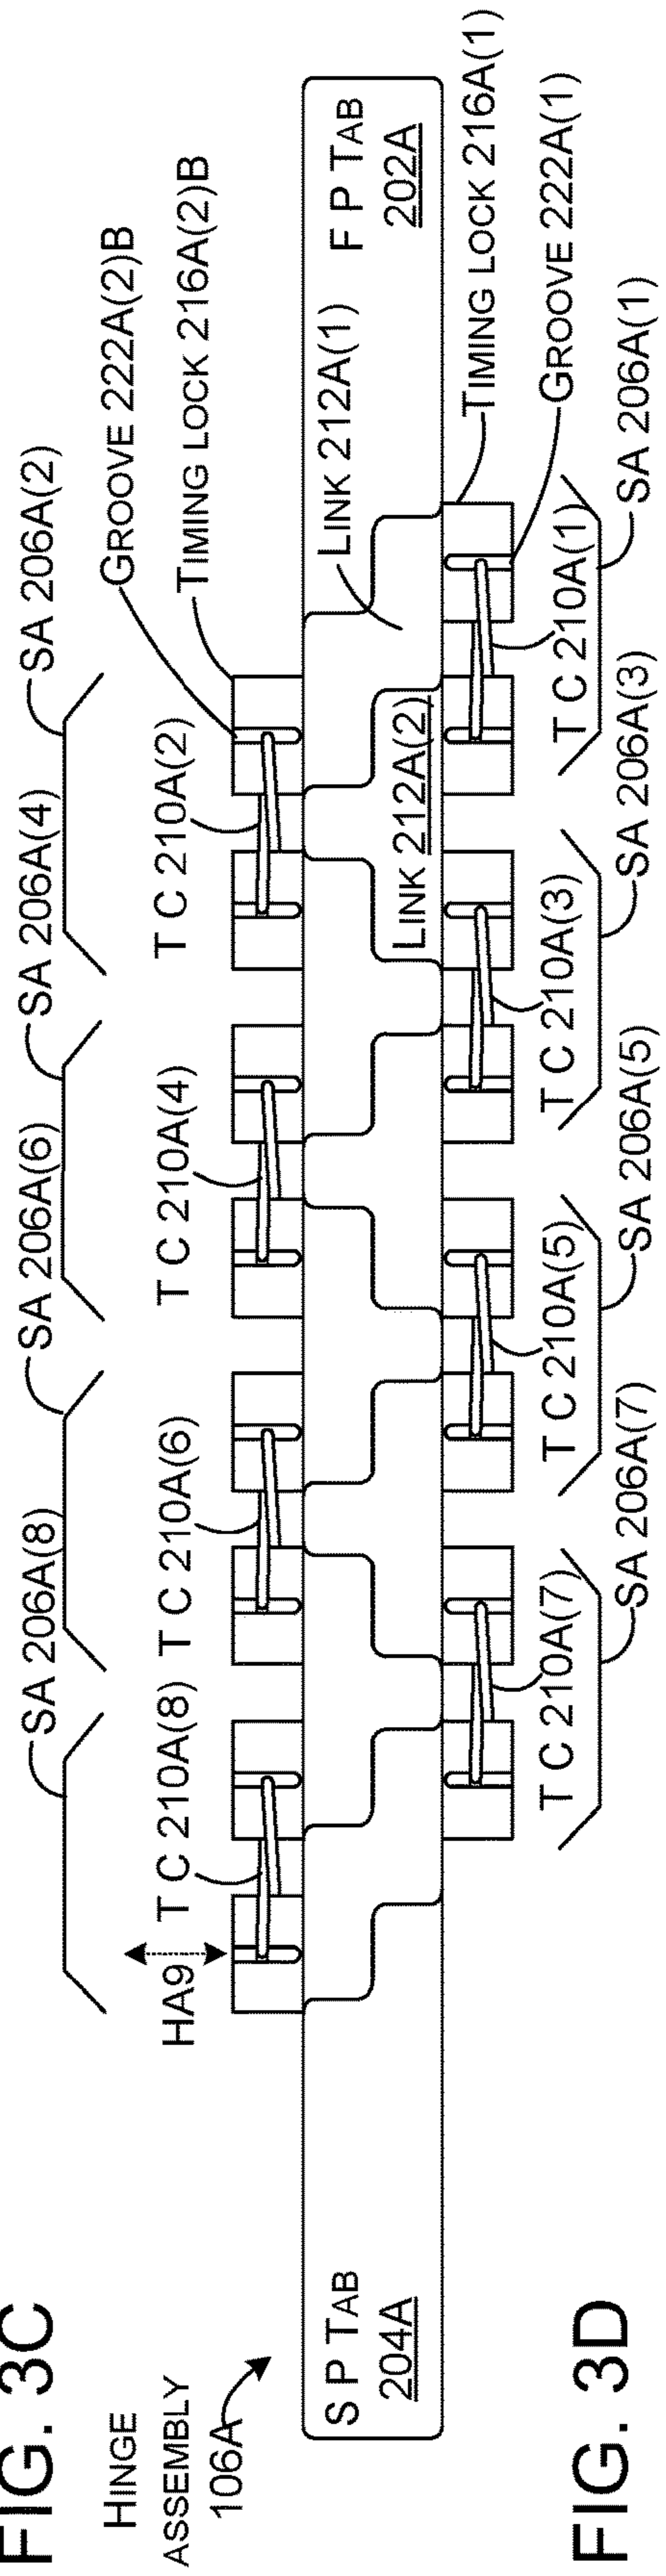 FIG. 3C
SA 206A(8)
SA 206A(6)
SA 206A(4)
SA 206A(2)
HINGE
ASSEMBLY
106A
HA9
T C 210A(8)
T C 210A(6)
T C 210A(4)
T C 210A(2)
GROOVE 222A(2)B
TIMING LOCK 216A(2)B
S P TAB
204A
LINK 212A(2)
LINK 212A(1)
F P TAB
202A
TIMING LOCK 216A(1)
GROOVE 222A(1)
T C 210A(7)
T C 210A(5)
T C 210A(3)
T C 210A(1)
SA 206A(7)
SA 206A(5)
SA 206A(3)
SA 206A(1)
FIG. 3D